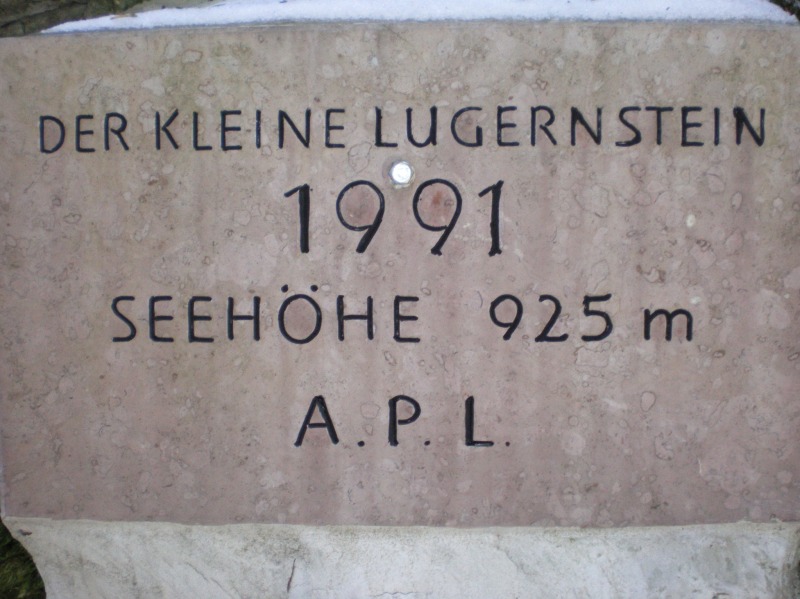 DER KLEINE LUGERNSTEIN
1991
SEEHÖHE 925 m
A.P. L.